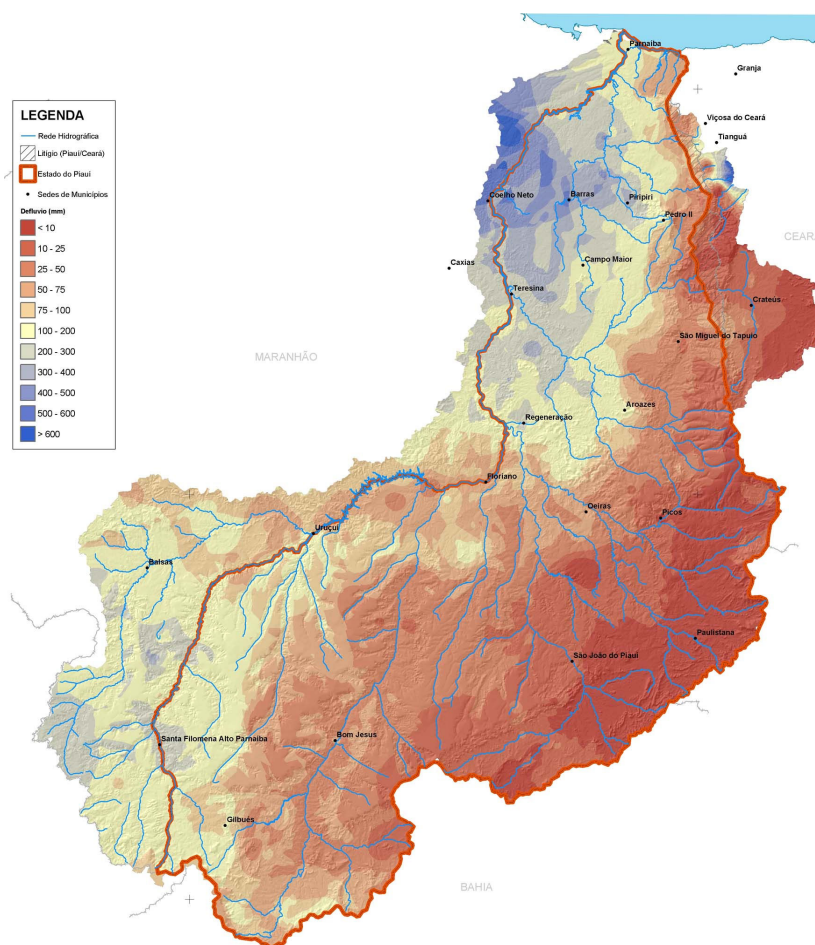 Parnaíba
Granja
LEGENDA
Rede Hidrográfica
Litígio (Piauí/Ceará)
Estado do Piauí
Sedes de Municípios
Defluvio (mm)
< 10
10 - 25
25 - 50
50 - 75
75 - 100
100 - 200
200 - 300
300 - 400
400 - 500
500 - 600
> 600
Viçosa do Ceará
Tianguá
Coelho Neto
Barras
Piripiri
Pedro II
CEAR
Caxias
Campo Maior
Teresina
Crateús
São Miguel do Tapuio
MARANHÃO
Aroazes
Regeneração
Floriano
Oeiras
Picos
Uruçuí
Balsas
Paulistana
São João do Piauí
Santa Filomena Alto Parnaíba
Bom Jesus
Gilbués
BAHIA